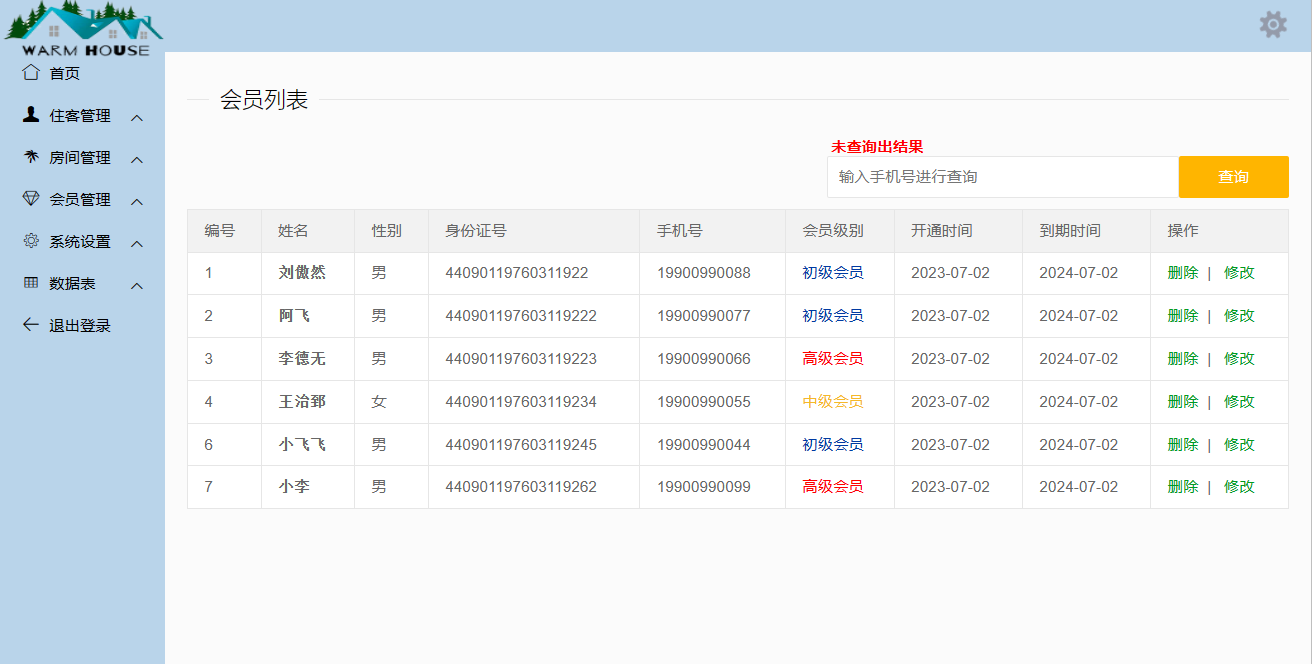 WARM HOUSE
首页
住客管理
房间管理
会员管理
系统设置
数据表
退出登录
会员列表
未查询出结果
输入手机号进行查询 查询
编号 姓名 性别 身份证号 手机号 会员级别 开通时间 到期时间 操作
1 刘傲然 男 44090119760311922 19900990088 初级会员 2023-07-02 2024-07-02 删除 | 修改
2 阿飞 男 440901197603119222 19900990077 初级会员 2023-07-02 2024-07-02 删除 | 修改
3 李德无 男 440901197603119223 19900990066 高级会员 2023-07-02 2024-07-02 删除 | 修改
4 王治郅 女 440901197603119234 19900990055 中级会员 2023-07-02 2024-07-02 删除 | 修改
6 小飞飞 男 440901197603119245 19900990044 初级会员 2023-07-02 2024-07-02 删除 | 修改
7 小李 男 440901197603119262 19900990099 高级会员 2023-07-02 2024-07-02 删除 | 修改